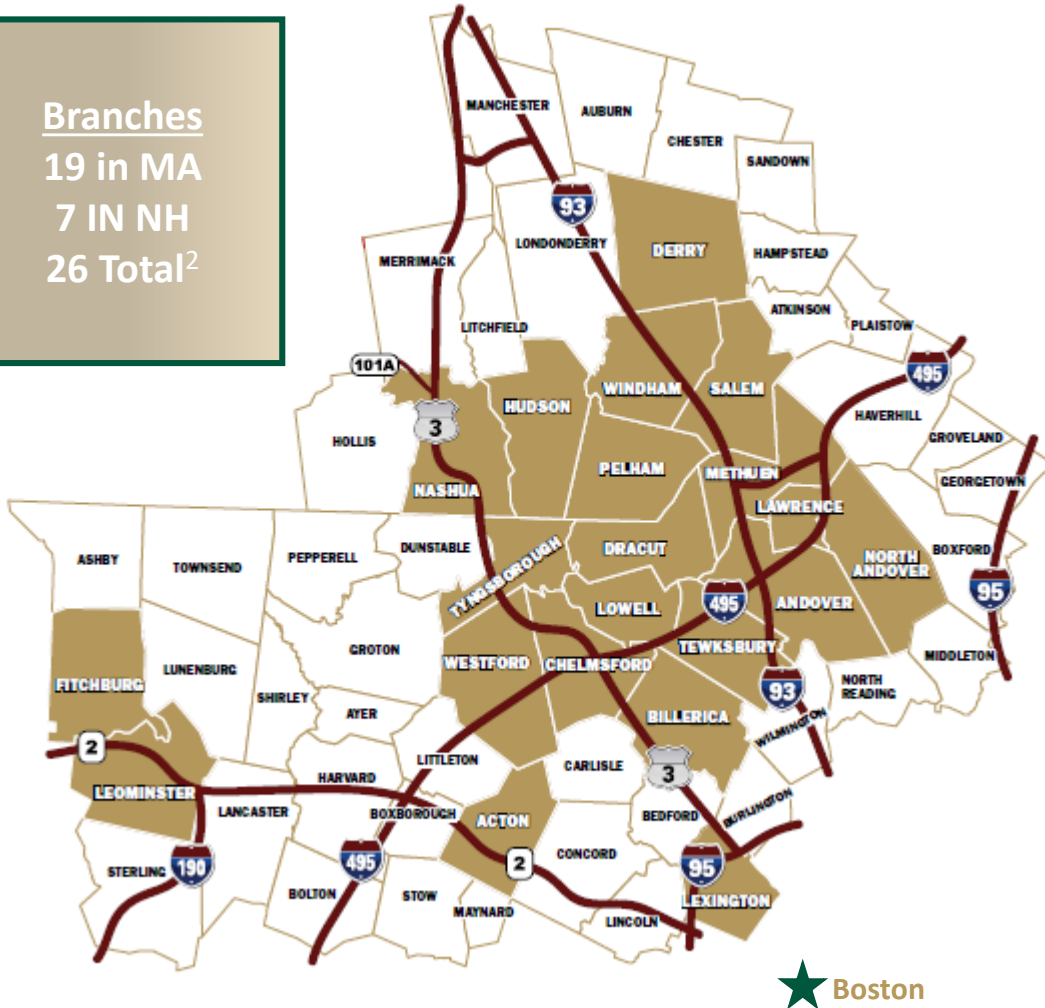 Branches
19 in MA
7 IN NH
26 Total2
MANCHESTER
AUBURN
CHESTER
SANDOWN
93
LONDONDERRY
DERRY
HAMPSTEAD
MERRIMACK
ATKINSON
PLAISTOW
LITCHFIELD
101A
495
WINDHAM
SALEM
HUDSON
HAVERHILL
3
GROVELAND
HOLLIS
PELHAM
METHUEN
GEORGETOWN
NASHUA
LAWRENCE
ASHBY
TOWNSEND
PEPPERELL
DUNSTABLE
TYNGSBOROUGH
DRACUT
NORTH
ANDOVER
BOXFORD
95
LOWELL
495
ANDOVER
GROTON
WESTFORD
CHELMSFORD
TEWKSBURY
MIDDLETON
LUNENBURG
FITCHBURG
SHIRLEY
AYER
93
NORTH
READING
BILLERICA
WILMINGTON
2
LITTLETON
CARLISLE
3
HARVARD
LEOMINSTER
LANCASTER
BOXBOROUGH
ACTON
BEDFORD
DURLINGTON
STERLING
190
495
2
CONCORD
95
BOLTON
STOW
MAYNARD
LINCOLN
LEXINGTON
Boston